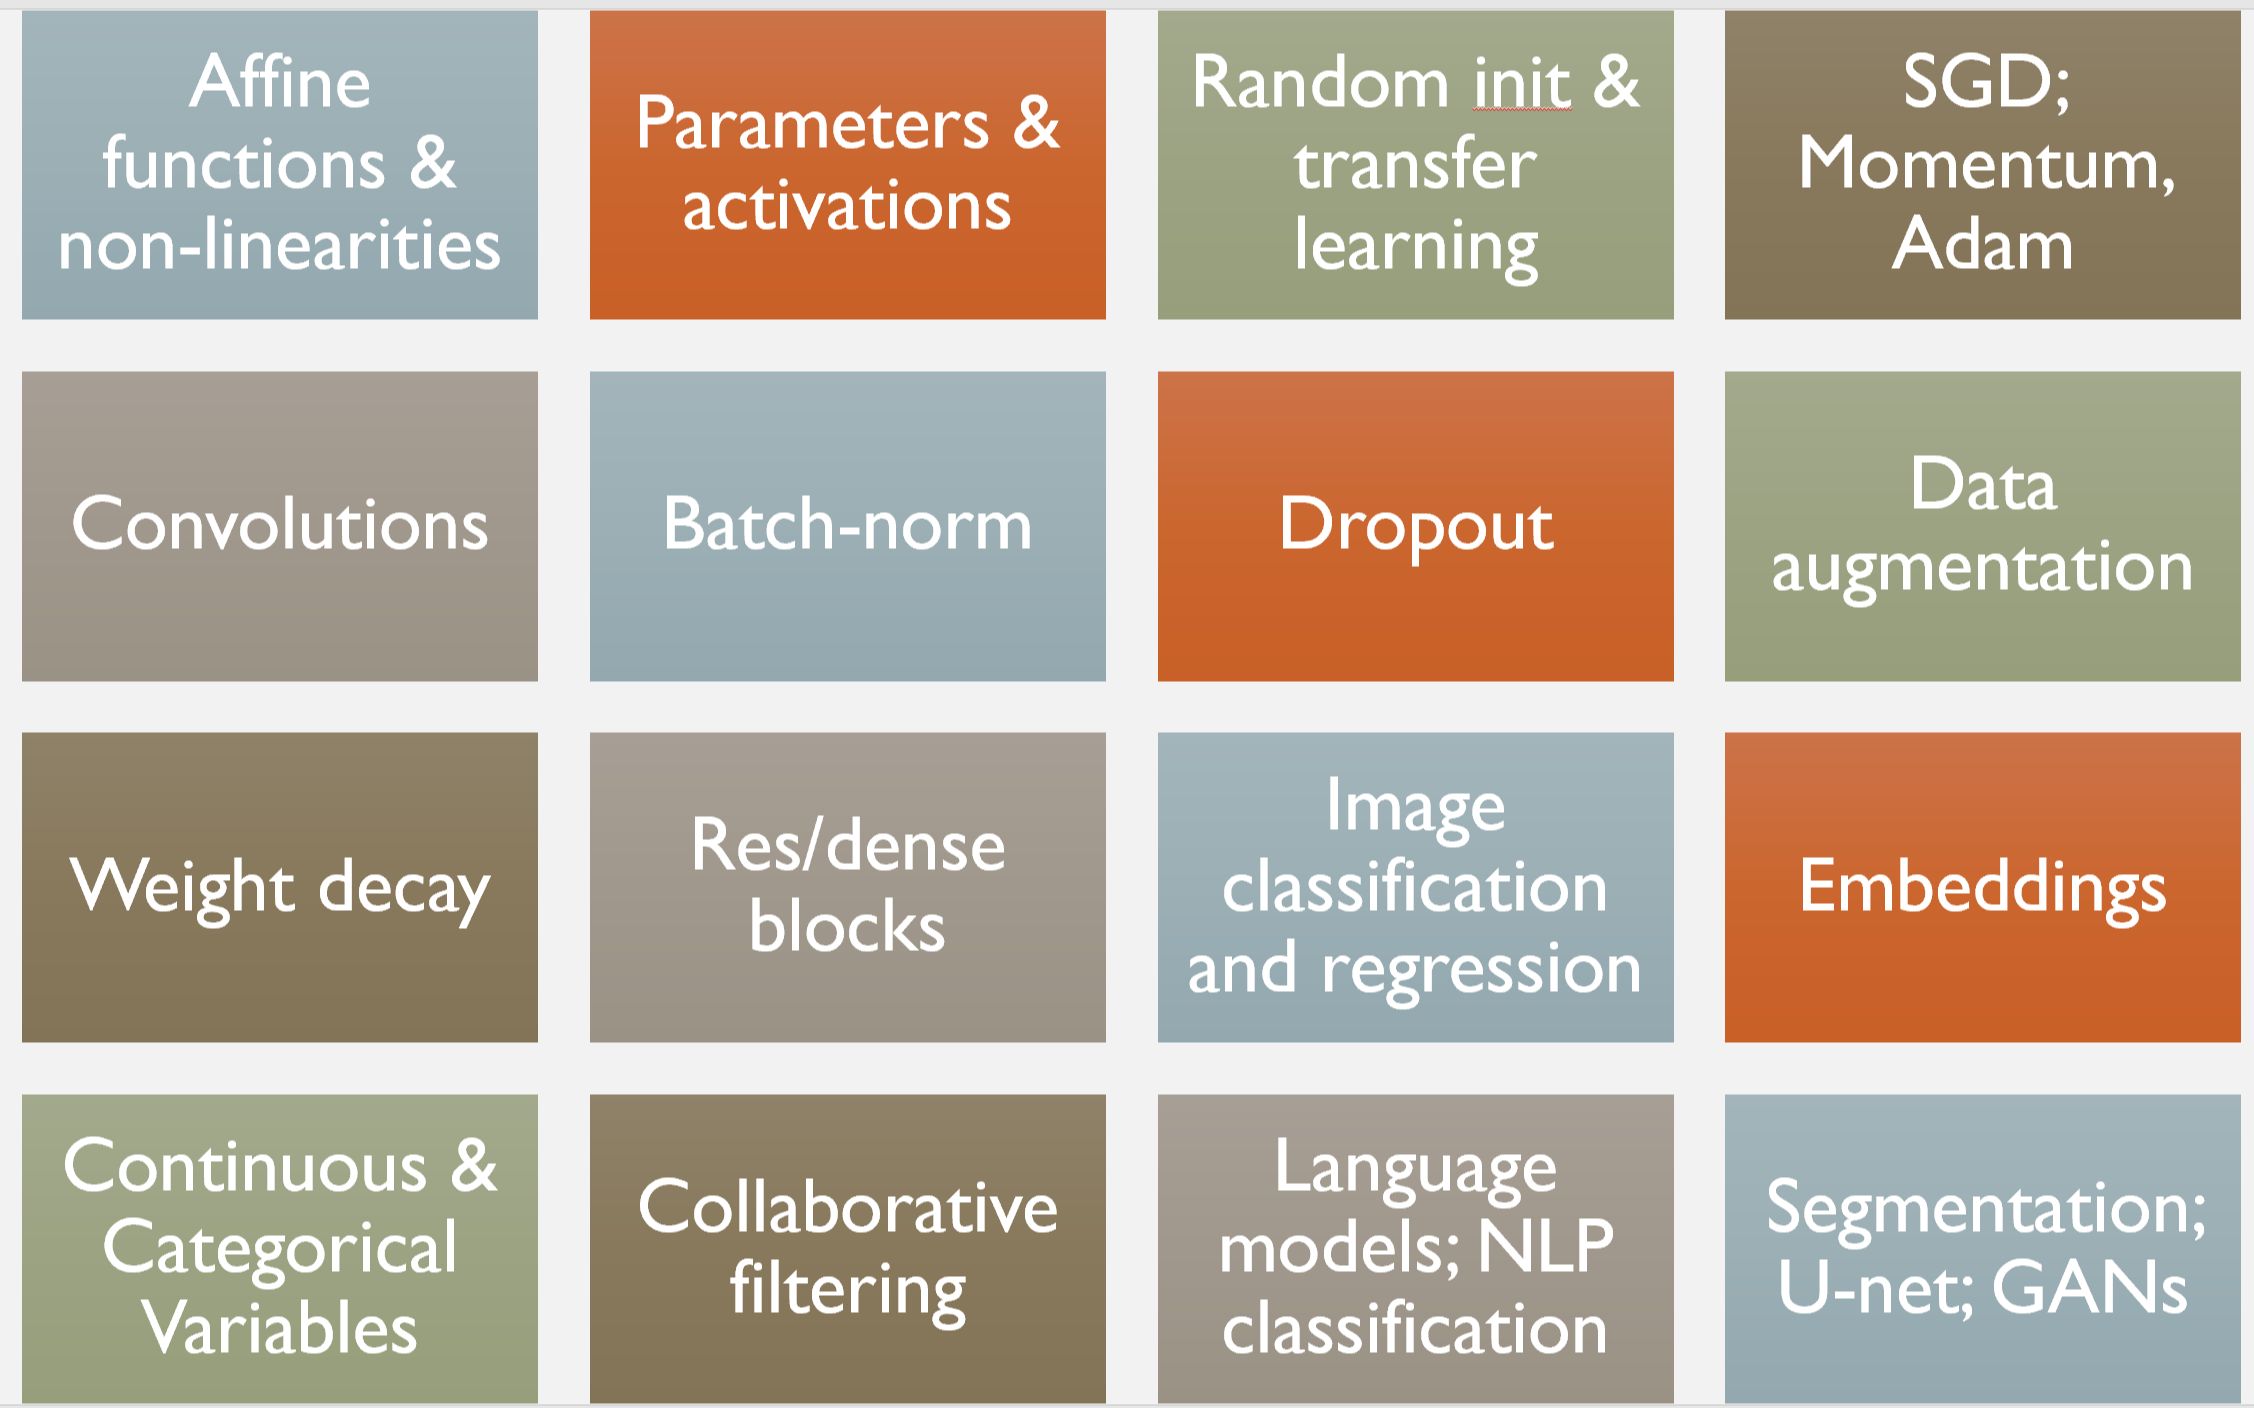 Affine
functions &
non-linearities
Parameters &
activations
Random init &
transfer
learning
SGD;
Momentum,
Adam
Convolutions
Batch-norm
Dropout
Data
augmentation
Weight decay
Res/dense
blocks
Image
classification
and regression
Embeddings
Continuous &
Categorical
Variables
Collaborative
filtering
Language
models; NLP
classification
Segmentation;
U-net; GANs